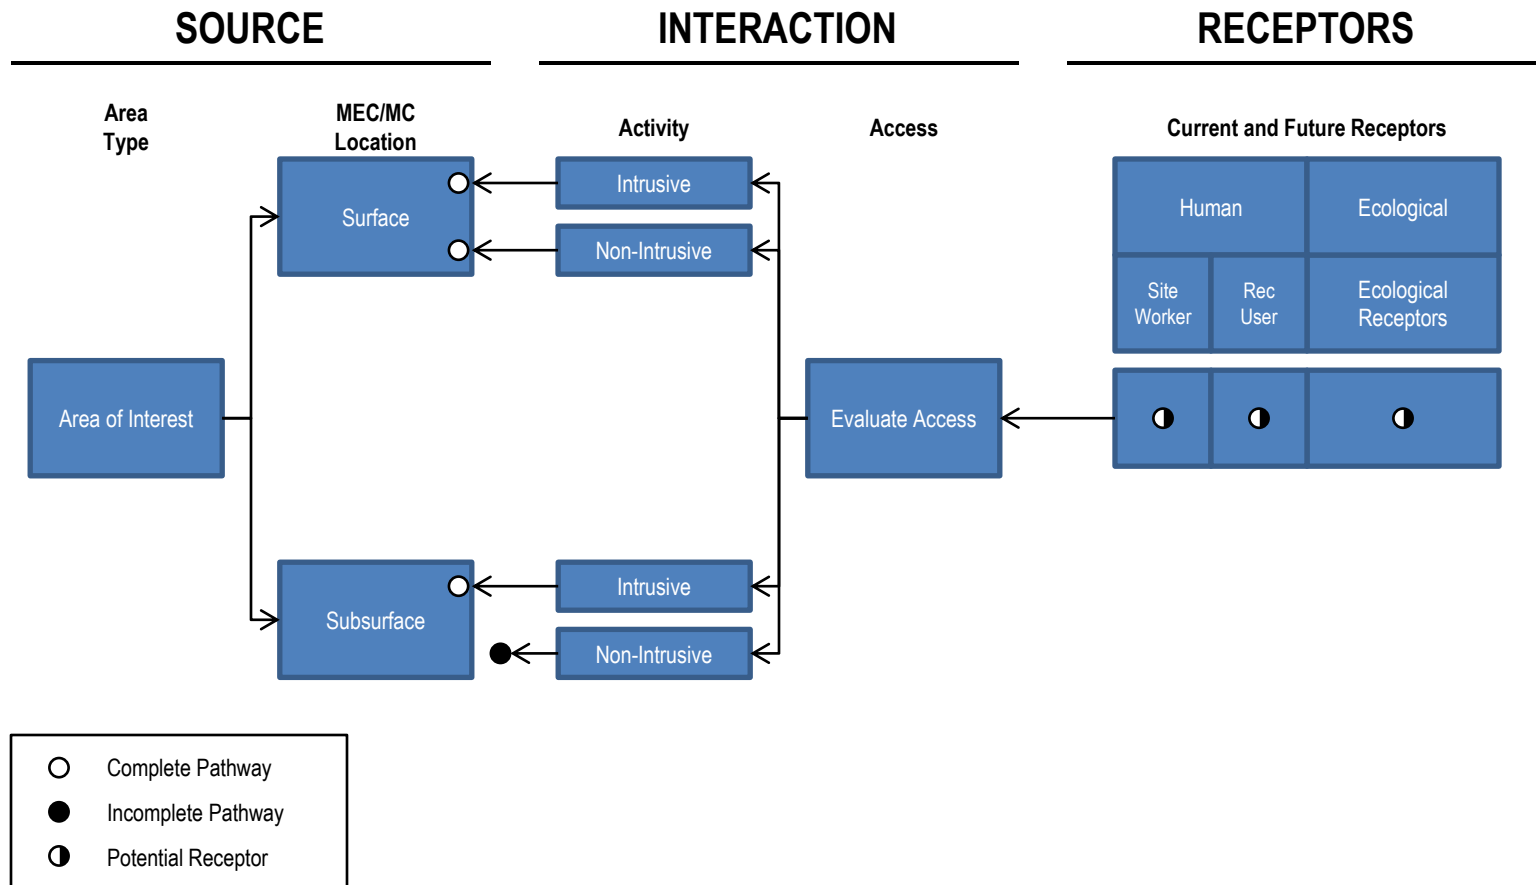 SOURCE
INTERACTION
RECEPTORS
Area
Type
MEC/MC
Location
Activity
Access
Current and Future Receptors
Surface
Intrusive
Non-Intrusive
Human
Ecological
Site
Worker
Rec
User
Ecological
Receptors
Area of Interest
Evaluate Access
Subsurface
Intrusive
Non-Intrusive
Complete Pathway
Incomplete Pathway
Potential Receptor